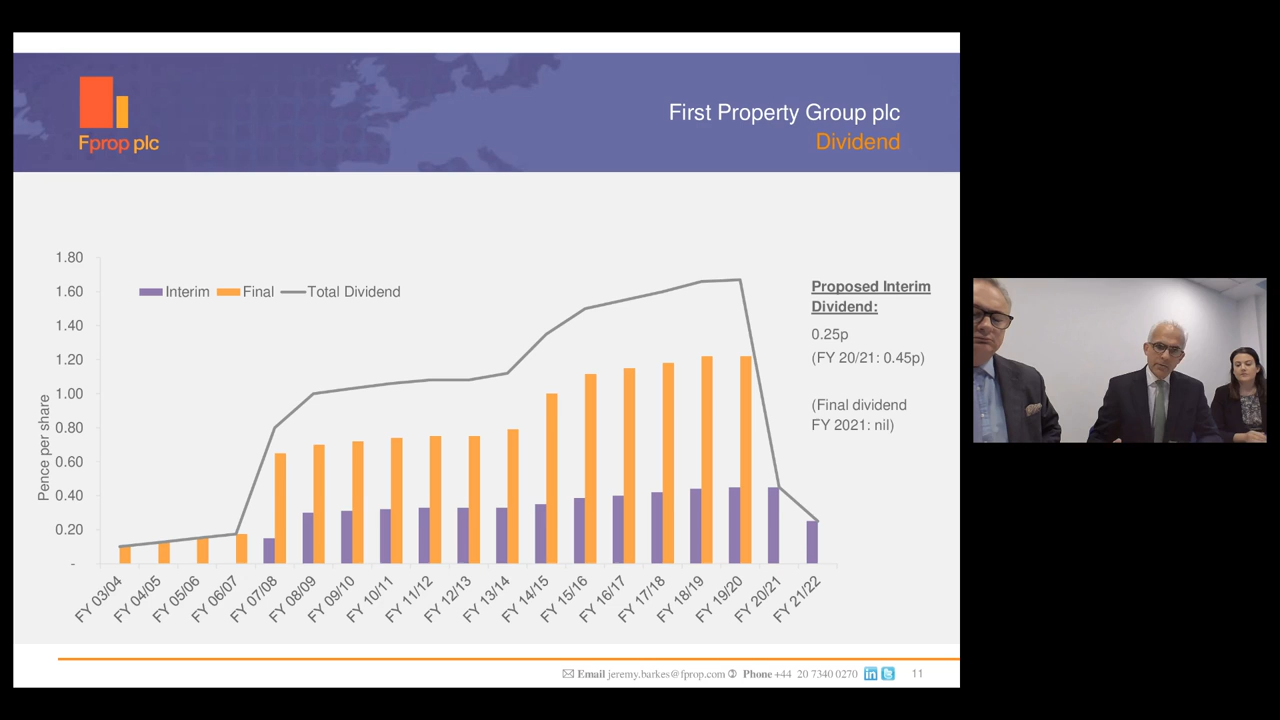 Fprop plc
First Property Group plc
Dividend
1.80
1.60
1.40
1.20
1.00
0.80
0.60
0.40
0.20
-
Pence per share
Interim Final Total Dividend
FY 03/04 FY 04/05 FY 05/06 FY 06/07 FY 07/08 FY 08/09 FY 09/10 FY 10/11 FY 11/12 FY 12/13 FY 13/14 FY 14/15 FY 15/16 FY 16/17 FY 17/18 FY 18/19 FY 19/20 FY 20/21 FY 21/22
Proposed Interim
Dividend:
0.25p
(FY 20/21: 0.45p)
(Final dividend
FY 2021: nil)
Email jeremy.barkes@fprop.com Phone +44 20 7340 0270 in 11